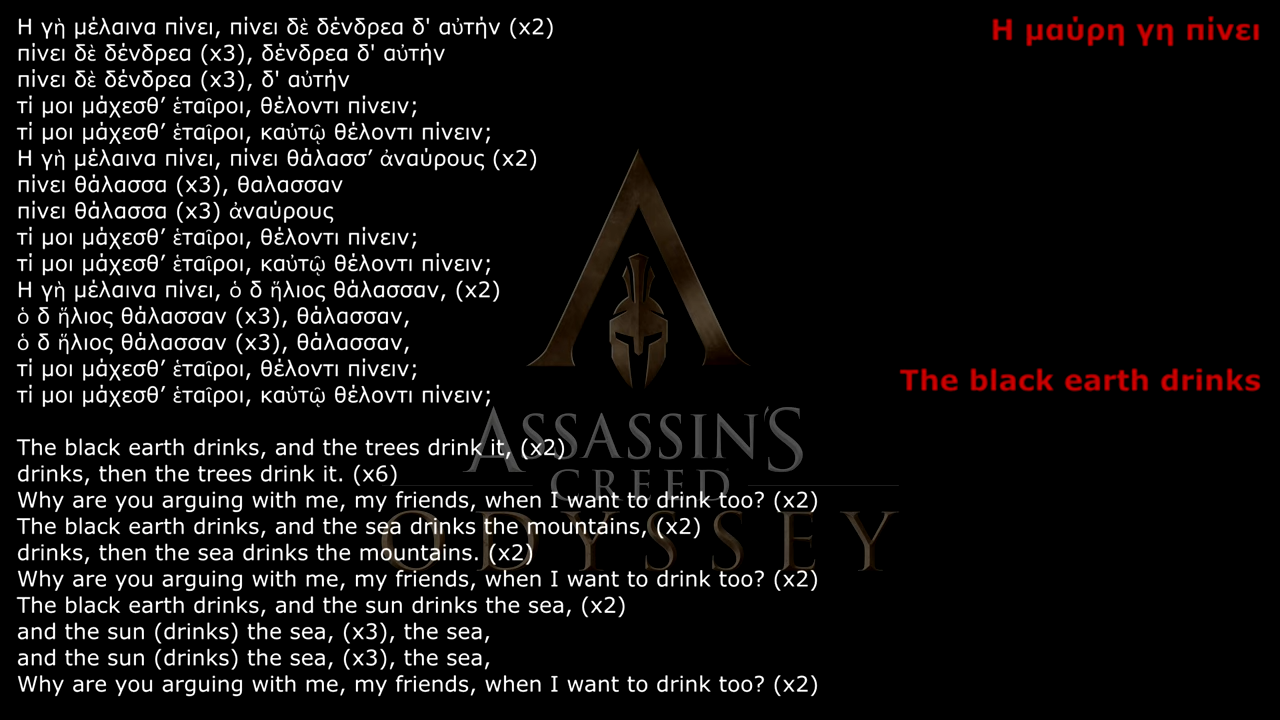 Η γὴ μέλαινα πίνει, πίνει δὲ δένδρεα δ' αὐτήν (x2)
πίνει δὲ δένδρεα (x3), δένδρεα δ' αὐτήν
πίνει δὲ δένδρεα (x3), δ' αὐτήν
τί μοι μάχεσθ’ ἑταῖροι, θέλοντι πίνειν;
τί μοι μάχεσθ’ ἑταῖροι, καὐτῷ θέλοντι πίνειν;
Η γὴ μέλαινα πίνει, πίνει θάλασσ’ ἀναύρους (x2)
πίνει θάλασσα (x3), θαλασσαν
πίνει θάλασσα (x3) ἀναύρους
τί μοι μάχεσθ’ ἑταῖροι, θέλοντι πίνειν;
τί μοι μάχεσθ’ ἑταῖροι, καὐτῷ θέλοντι πίνειν;
Η γὴ μέλαινα πίνει, ὁ δ ἥλιος θάλασσαν, (x2)
ὁ δ ἥλιος θάλασσαν (x3), θάλασσαν,
ὁ δ ἥλιος θάλασσαν (x3), θάλασσαν,
τί μοι μάχεσθ’ ἑταῖροι, θέλοντι πίνειν;
τί μοι μάχεσθ’ ἑταῖροι, καὐτῷ θέλοντι πίνειν;
The black earth drinks, and the trees drink it, (x2)
drinks, then the trees drink it. (x6)
Why are you arguing with me, my friends, when I want to drink too? (x2)
The black earth drinks, and the sea drinks the mountains, (x2)
drinks, then the sea drinks the mountains. (x2)
Why are you arguing with me, my friends, when I want to drink too? (x2)
The black earth drinks, and the sun drinks the sea, (x2)
and the sun (drinks) the sea, (x3), the sea,
and the sun (drinks) the sea, (x3), the sea,
Why are you arguing with me, my friends, when I want to drink too? (x2)
Η μαύρη γη πίνει
The black earth drinks
ASSASSIN'S
CREED
ODYSSEY